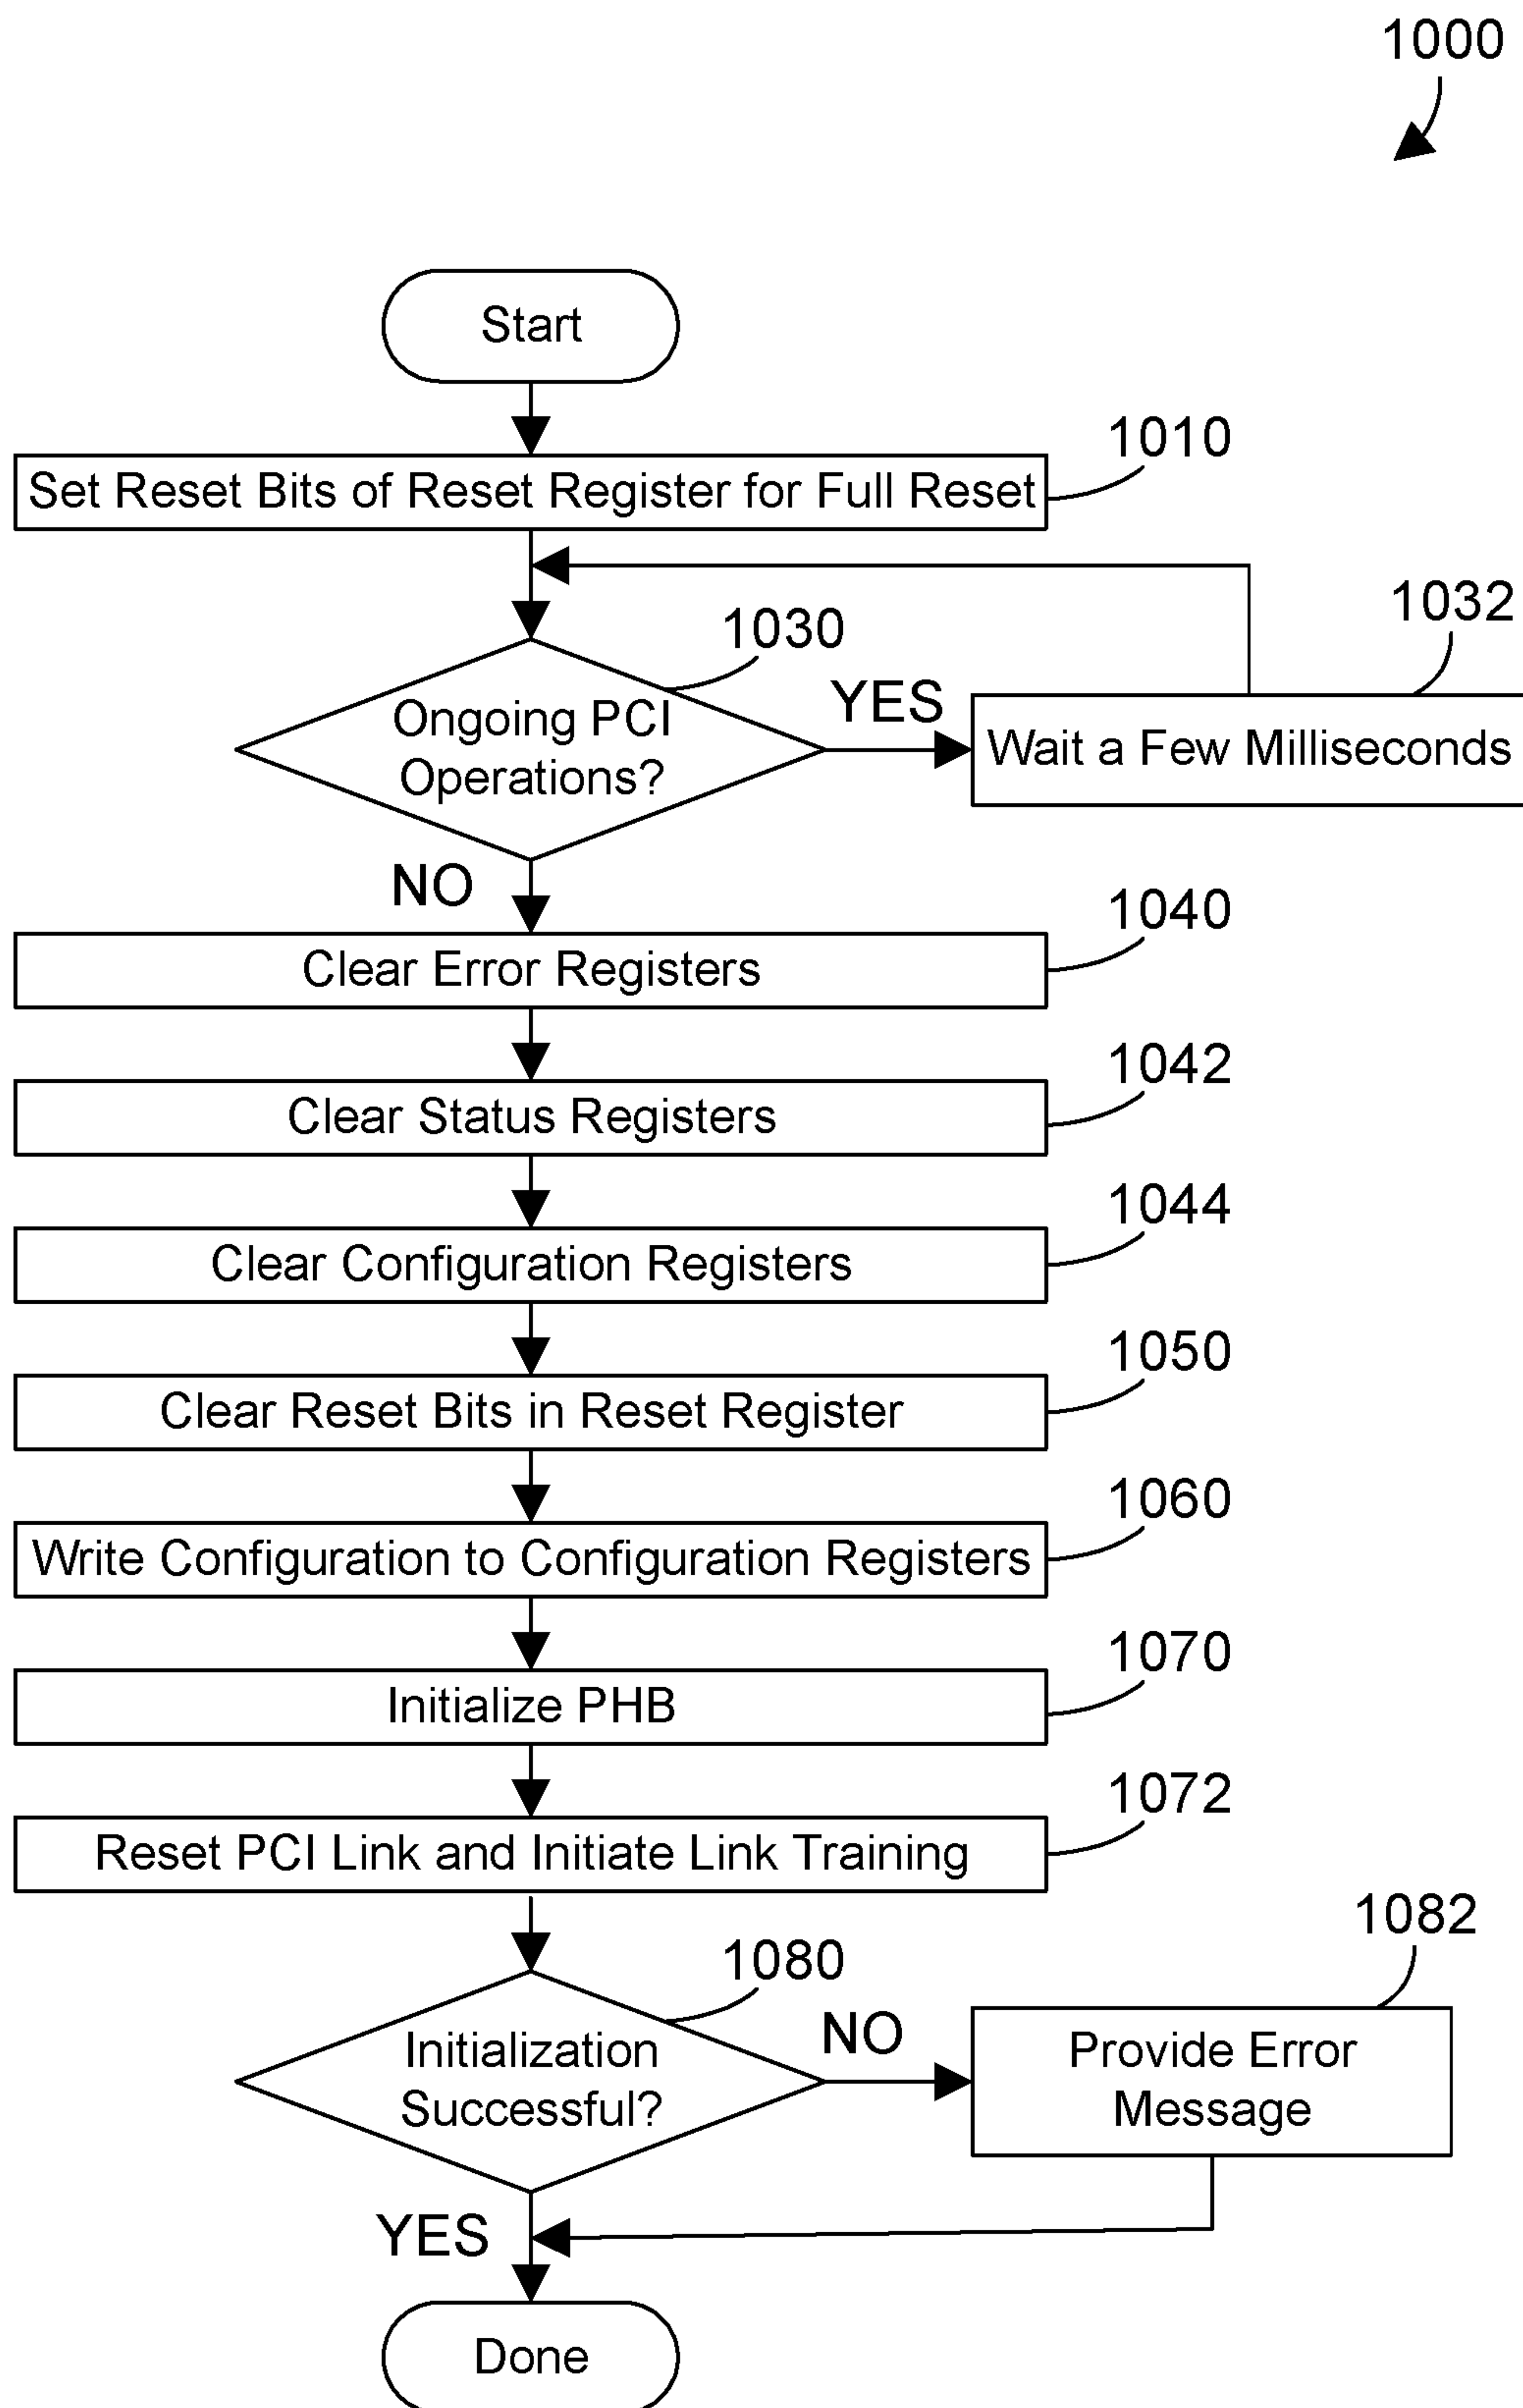 1000
Start
1010
Set Reset Bits of Reset Register for Full Reset
1030
Ongoing PCI
Operations?
YES
1032
Wait a Few Milliseconds
NO
1040
Clear Error Registers
1042
Clear Status Registers
1044
Clear Configuration Registers
1050
Clear Reset Bits in Reset Register
1060
Write Configuration to Configuration Registers
1070
Initialize PHB
1072
Reset PCI Link and Initiate Link Training
1080
Initialization
Successful?
NO
1082
Provide Error
Message
YES
Done